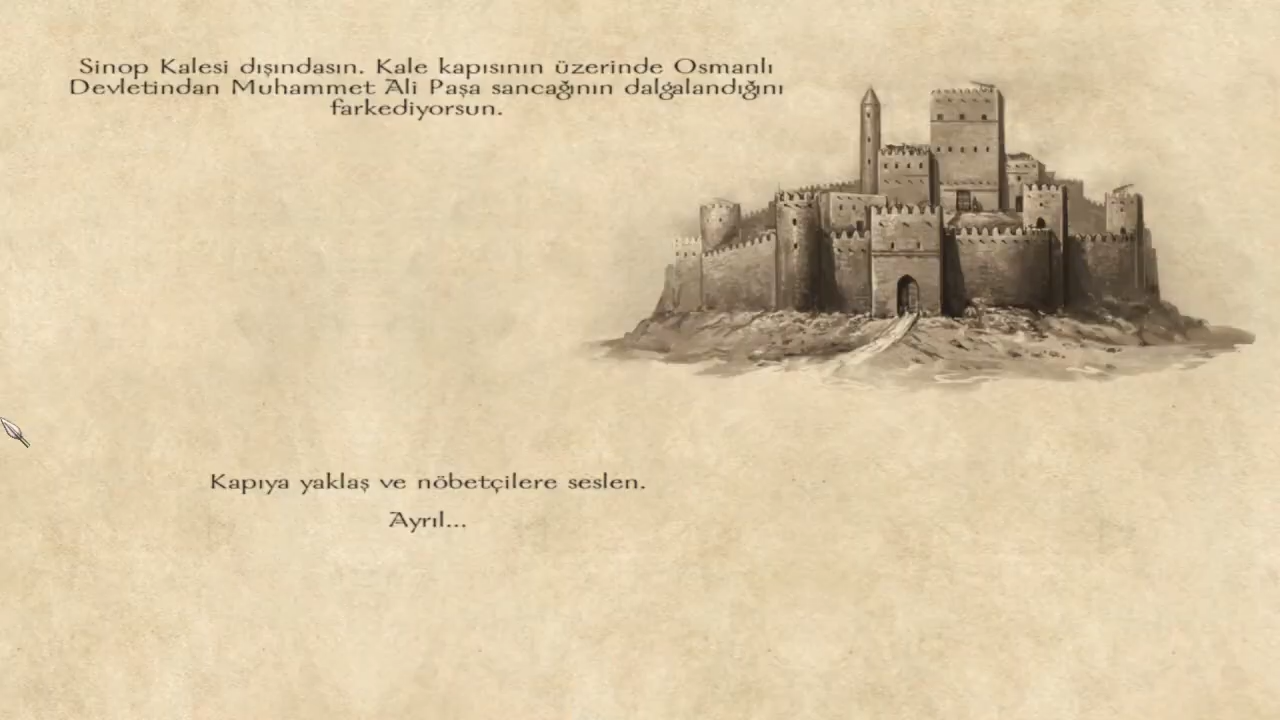 Sinop Kalesi dışındasın. Kale kapısının üzerinde Osmanlı
Devletindan Muhammet Ali Paşa sancağının dalgalandığını
farkediyorsun.
Kapıya yaklaş ve nöbetçilere seslen.
Ayrıl...